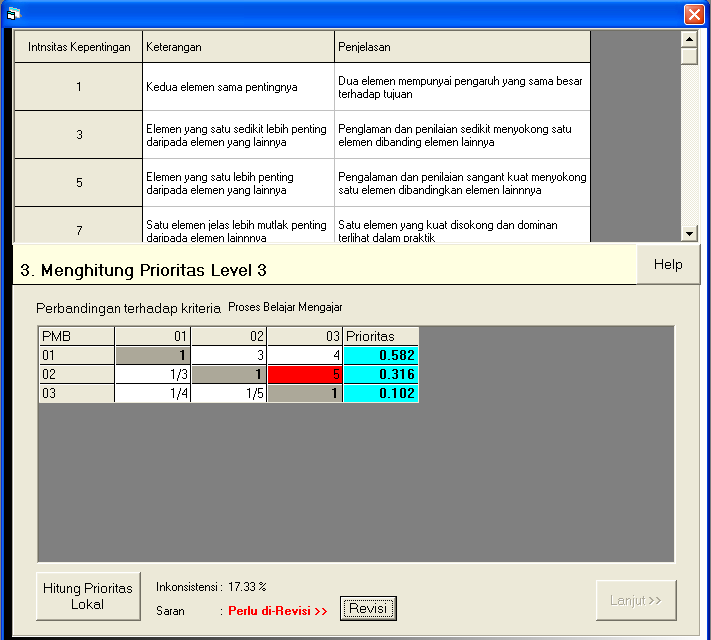 Intnsitas Kepentingan Keterangan Penjelasan
1 Kedua elemen sama pentingnya Dua elemen mempunyai pengaruh yang sama besar
terhadap tujuan
3 Elemen yang satu sedikit lebih penting Penglaman dan penilaian sedikit menyokong satu
daripada elemen yang lainnya elemen dibanding elemen lainnya
5 Elemen yang satu lebih penting Pengalaman dan penilaian sangant kuat menyokong
daripada elemen yang lainnya satu elemen dibandingkan elemen lainnnya
7 Satu elemen jelas lebih mutlak penting Satu elemen yang kuat disokong dan dominan
daripada elemen lainnnya terlihat dalam praktik
3. Menghitung Prioritas Level 3 Help
Perbandingan terhadap kriteria Proses Belajar Mengajar
PMB 01 02 03 Prioritas
01 1 3 4 0.582
02 1/3 1 5 0.316
03 1/4 1/5 1 0.102
Hitung Prioritas
Lokal
Inkonsistensi : 17.33 %
Saran : Perlu di-Revisi >> Revisi
Lanjut >>